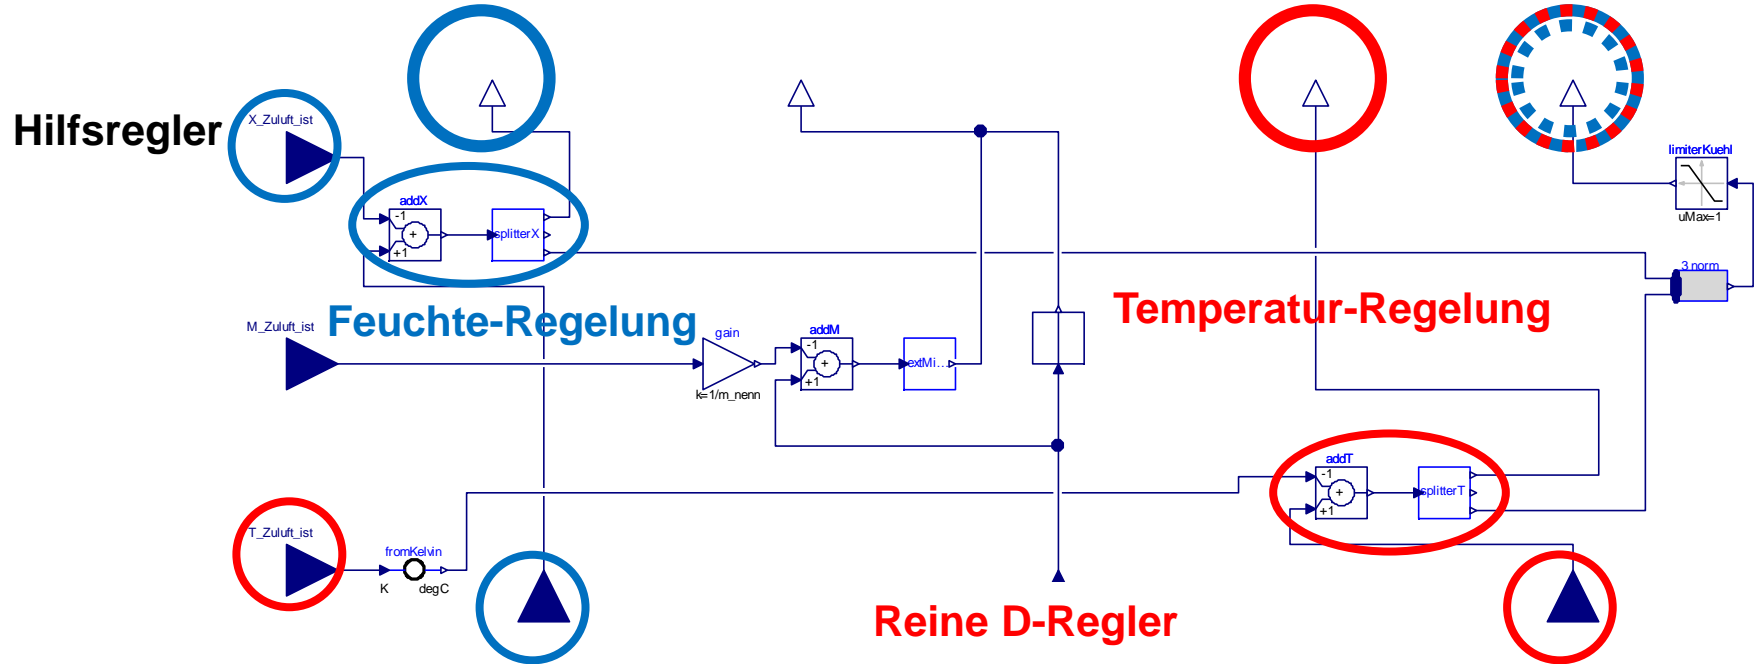 Hilfsregler
X_Zuluft_ist
limiterKuehl
uMax=1
addX
-1
+
+1
splitterX
3 norm
Feuchte-Regelung
Temperatur-Regelung
M_Zuluft_ist
gain
k=1/m_nenn
addM
-1
+
+1
extMi...
addT
-1
+
+1
splitterT
T_Zuluft_ist
fromKelvin
K
degC
Reine D-Regler